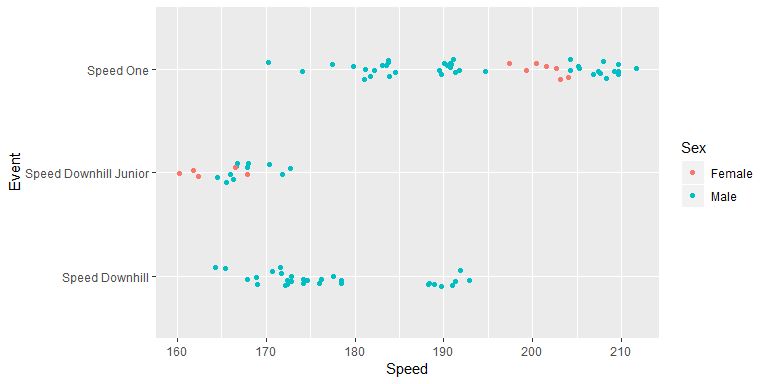 Speed One
Speed Downhill Junior
Speed Downhill
Event
160 170 180 190 200 210
Speed
Sex
Female
Male